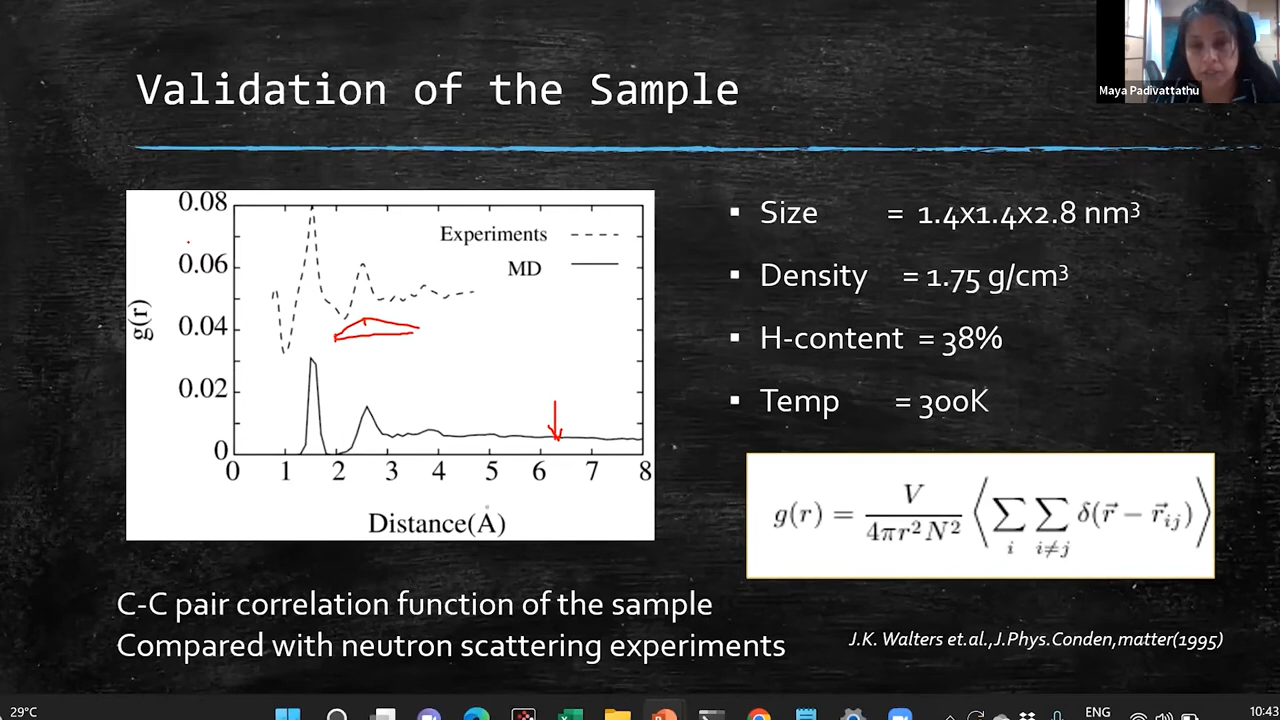 Validation of the Sample
Maya Padivattathu
0.08
0.06
0.04
0.02
0
g(r)
Experiments
MD
0 1 2 3 4 5 6 7 8
Distance(Å)
▪ Size = 1.4x1.4x2.8 nm³
▪ Density = 1.75 g/cm³
▪ H-content = 38%
▪ Temp = 300K
g(r) = V / 4πr²N² ⟨ ∑i ∑i≠j δ(r⃗ − r⃗ij) ⟩
C-C pair correlation function of the sample
Compared with neutron scattering experiments
J.K. Walters et.al.,J.Phys.Conden,matter(1995)
29°C
ENG
10:43